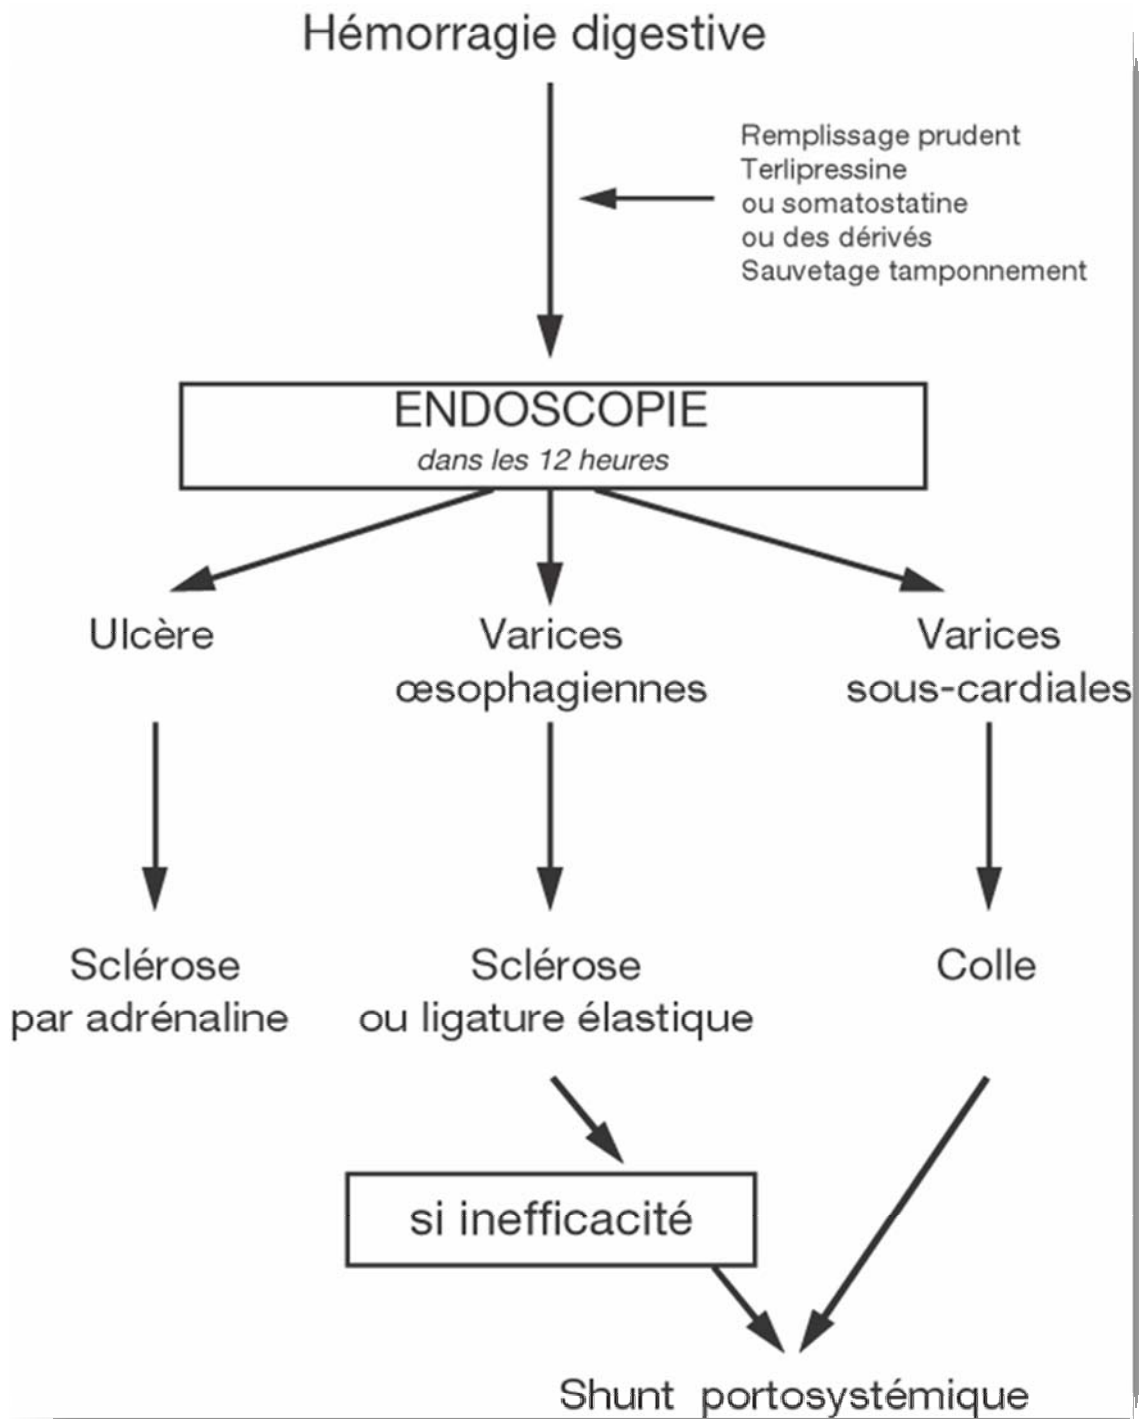 Hémorragie digestive
Remplissage prudent
Terlipressine
ou somatostatine
ou des dérivés
Sauvetage tamponnement
ENDOSCOPIE
dans les 12 heures
Ulcère
Varices
œsophagiennes
Varices
sous-cardiales
Sclérose
par adrénaline
Sclérose
ou ligature élastique
Colle
si inefficacité
Shunt portosystémique